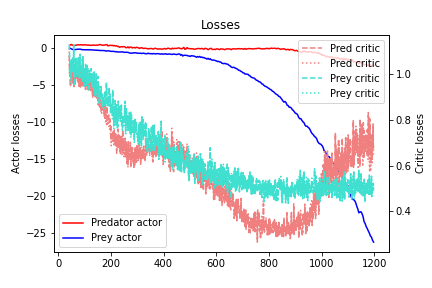 Losses
0
−5
−10
−15
−20
−25
Actor losses
1.0
0.8
0.6
0.4
Critic losses
Pred critic
Pred critic
Prey critic
Prey critic
Predator actor
Prey actor
0
200
400
600
800
1000
1200